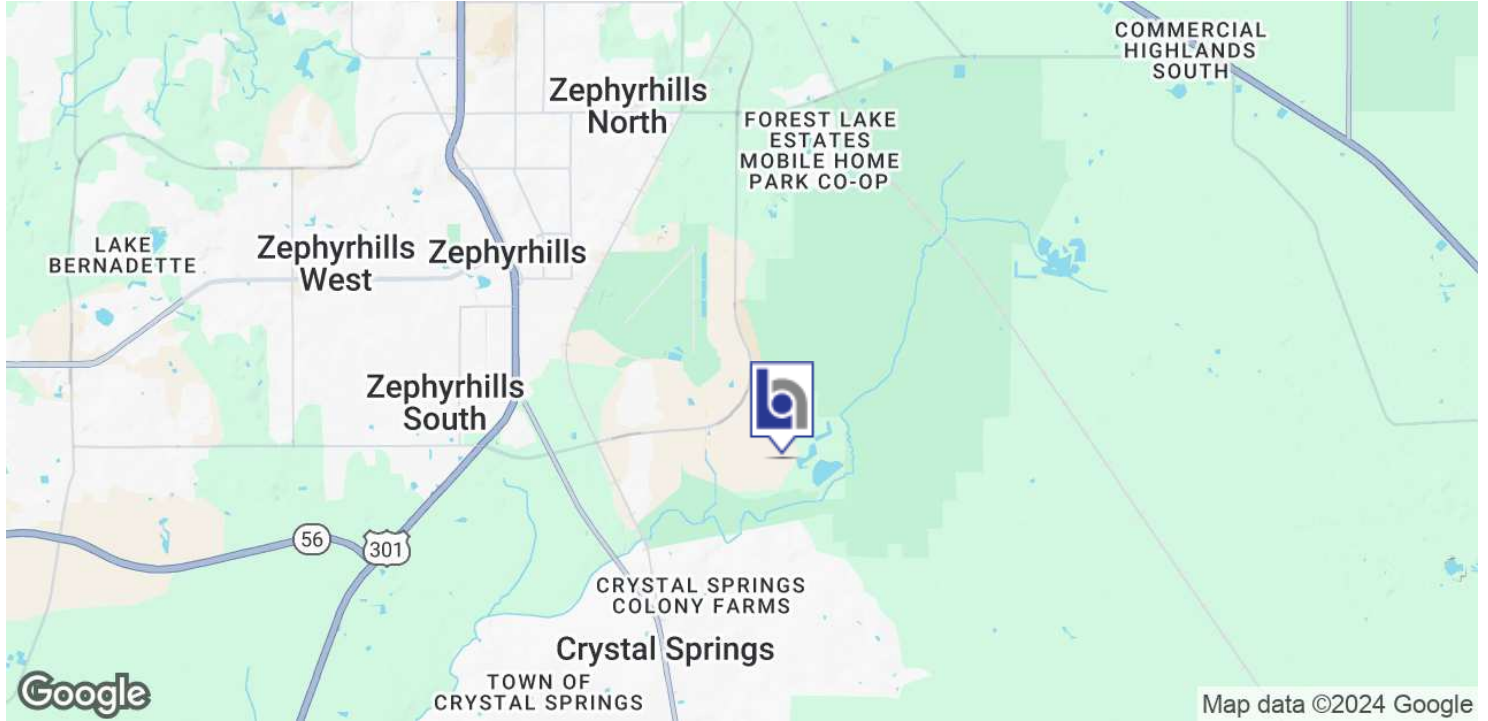 COMMERCIAL
HIGHLANDS
SOUTH
Zephyrhills
North
FOREST LAKE
ESTATES
MOBILE HOME
PARK CO-OP
LAKE
BERNADETTE
Zephyrhills
West
Zephyrhills
Zephyrhills
South
56
301
CRYSTAL SPRINGS
COLONY FARMS
Crystal Springs
TOWN OF
CRYSTAL SPRINGS
Google
Map data ©2024 Google